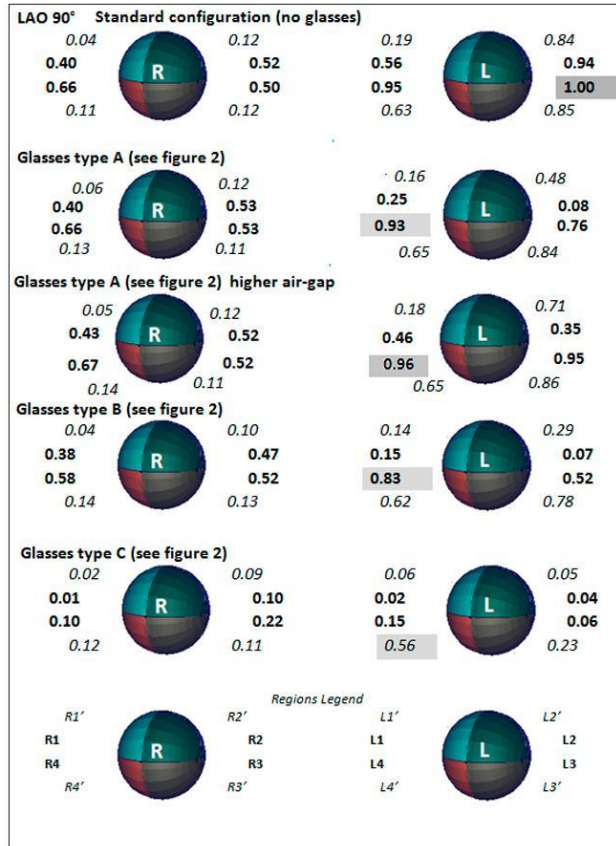 LAO 90° Standard configuration (no glasses)
0.04 0.12 0.19 0.84
0.40 R 0.52 0.56 L 0.94
0.66 0.50 0.95 1.00
0.11 0.12 0.63 0.85
Glasses type A (see figure 2)
0.06 0.12 0.16 0.48
0.40 R 0.53 0.25 L 0.08
0.66 0.53 0.93 0.76
0.13 0.11 0.65 0.84
Glasses type A (see figure 2) higher air-gap
0.05 0.12 0.18 0.71
0.43 R 0.52 0.46 L 0.35
0.67 0.52 0.96 0.95
0.14 0.11 0.65 0.86
Glasses type B (see figure 2)
0.04 0.10 0.14 0.29
0.38 R 0.47 0.15 L 0.07
0.58 0.52 0.83 0.52
0.14 0.13 0.62 0.78
Glasses type C (see figure 2)
0.02 0.09 0.06 0.05
0.01 R 0.10 0.02 L 0.04
0.10 0.22 0.15 0.06
0.12 0.11 0.56 0.23
Regions Legend
R1’ R2’ L1’ L2’
R1 R R2 L1 L L2
R4 R3 L4 L3
R4’ R3’ L4’ L3’